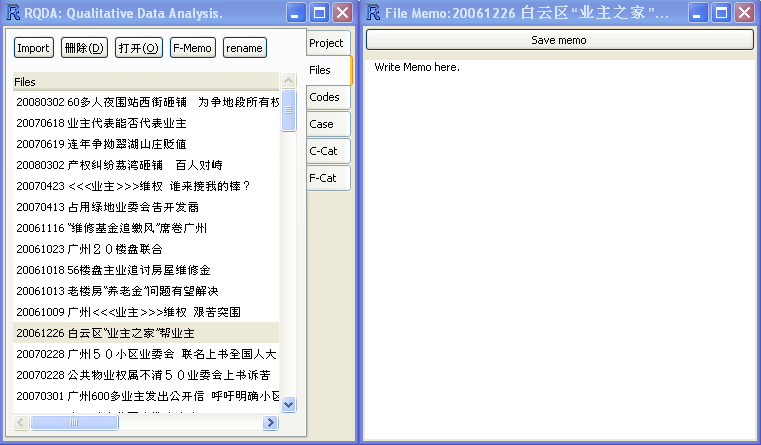 RQDA: Qualitative Data Analysis.
Import 删除(D) 打开(O) F-Memo rename
Project
Files
Codes
Case
C-Cat
F-Cat
Files
20080302 60多人夜围站西街砸铺 为争地段所有权
20070618 业主代表能否代表业主
20070619 连年争拗翠湖山庄贬值
20080302 产权纠纷荔湾砸铺 百人对峙
20070423 <<<业主>>>维权 谁来接我的棒?
20070413 占用绿地业委会告开发商
20061116 "维修基金追缴风"席卷广州
20061023 广州20楼盘联合
20061018 56楼盘主业追讨房屋维修金
20061013 老楼房"养老金"问题有望解决
20061009 广州<<<业主>>>维权 艰苦突围
20061226 白云区"业主之家"帮业主
20070228 广州50小区业委会 联名上书全国人大
20070228 公共物业权属不清50业委会上书诉苦
20070301 广州600多业主发出公开信 呼吁明确小区
File Memo:20061226 白云区"业主之家"...
Save memo
Write Memo here.